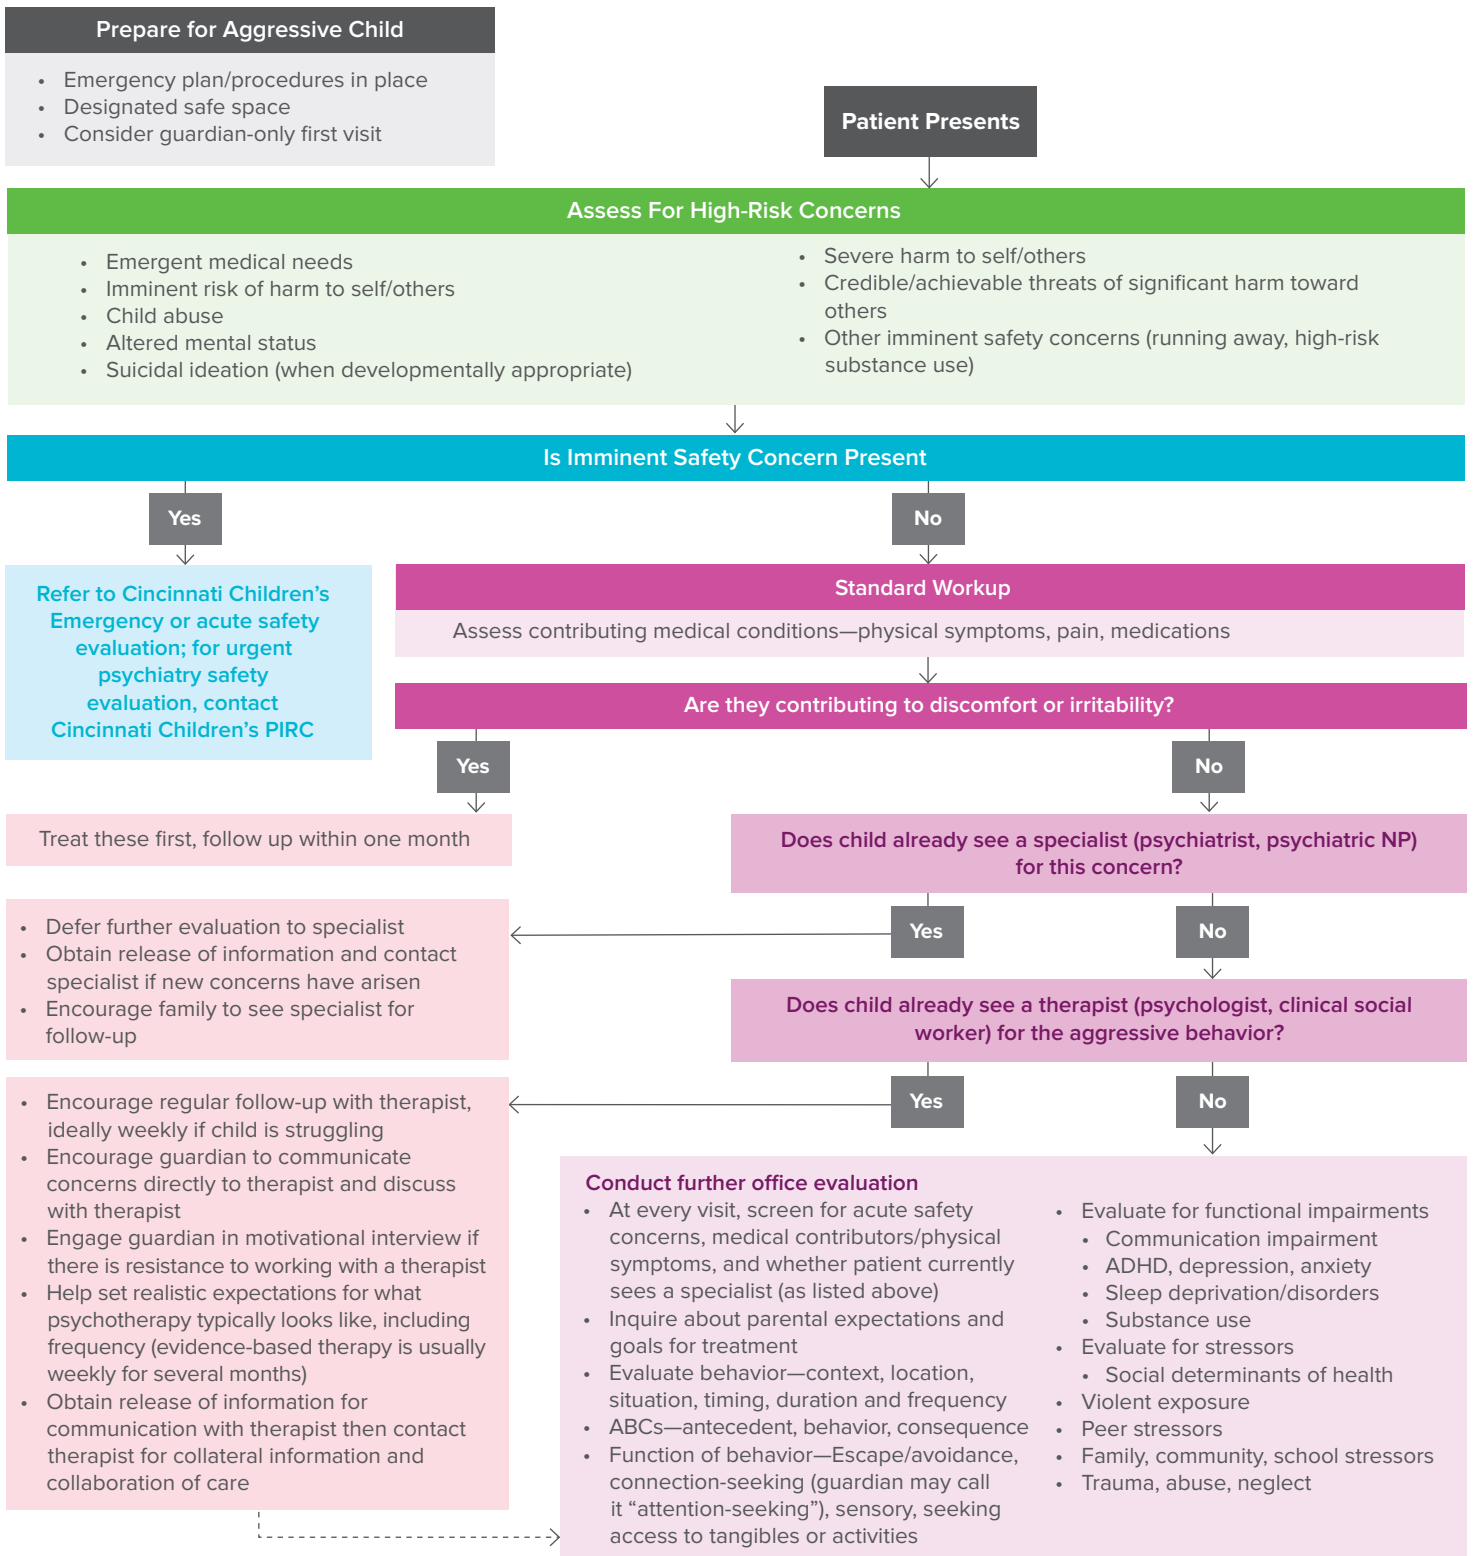 Prepare for Aggressive Child
• Emergency plan/procedures in place
• Designated safe space
• Consider guardian-only first visit
Patient Presents
Assess For High-Risk Concerns
• Emergent medical needs
• Imminent risk of harm to self/others
• Child abuse
• Altered mental status
• Suicidal ideation (when developmentally appropriate)
• Severe harm to self/others
• Credible/achievable threats of significant harm toward
others
• Other imminent safety concerns (running away, high-risk
substance use)
Is Imminent Safety Concern Present
Yes
No
Refer to Cincinnati Children’s
Emergency or acute safety
evaluation; for urgent
psychiatry safety
evaluation, contact
Cincinnati Children’s PIRC
Standard Workup
Assess contributing medical conditions—physical symptoms, pain, medications
Are they contributing to discomfort or irritability?
Yes
No
Treat these first, follow up within one month
Does child already see a specialist (psychiatrist, psychiatric NP)
for this concern?
Yes
No
• Defer further evaluation to specialist
• Obtain release of information and contact
specialist if new concerns have arisen
• Encourage family to see specialist for
follow-up
Does child already see a therapist (psychologist, clinical social
worker) for the aggressive behavior?
Yes
No
• Encourage regular follow-up with therapist,
ideally weekly if child is struggling
• Encourage guardian to communicate
concerns directly to therapist and discuss
with therapist
• Engage guardian in motivational interview if
there is resistance to working with a therapist
• Help set realistic expectations for what
psychotherapy typically looks like, including
frequency (evidence-based therapy is usually
weekly for several months)
• Obtain release of information for
communication with therapist then contact
therapist for collateral information and
collaboration of care
Conduct further office evaluation
• At every visit, screen for acute safety
concerns, medical contributors/physical
symptoms, and whether patient currently
sees a specialist (as listed above)
• Inquire about parental expectations and
goals for treatment
• Evaluate behavior—context, location,
situation, timing, duration and frequency
• ABCs—antecedent, behavior, consequence
• Function of behavior—Escape/avoidance,
connection-seeking (guardian may call
it “attention-seeking”), sensory, seeking
access to tangibles or activities
• Evaluate for functional impairments
• Communication impairment
• ADHD, depression, anxiety
• Sleep deprivation/disorders
• Substance use
• Evaluate for stressors
• Social determinants of health
• Violent exposure
• Peer stressors
• Family, community, school stressors
• Trauma, abuse, neglect